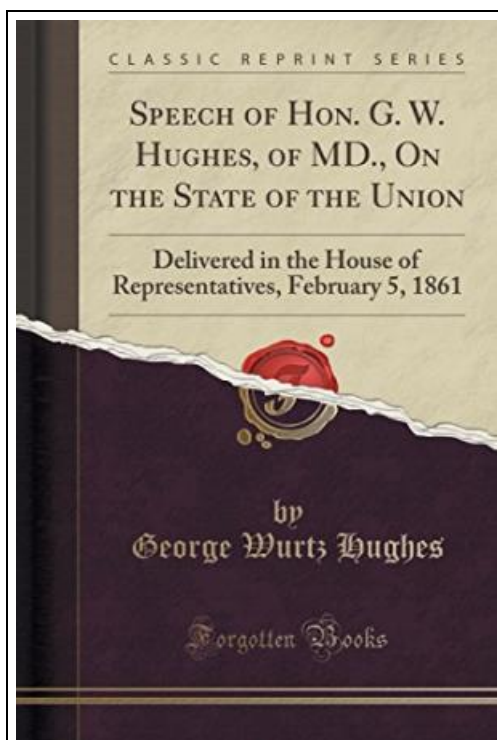 CLASSIC REPRINT SERIES
SPEECH OF HON. G. W.
HUGHES, OF MD., ON
THE STATE OF THE UNION
Delivered in the House of
Representatives, February 5, 1861
F
by
George Wurtz Hughes
Forgotten Books